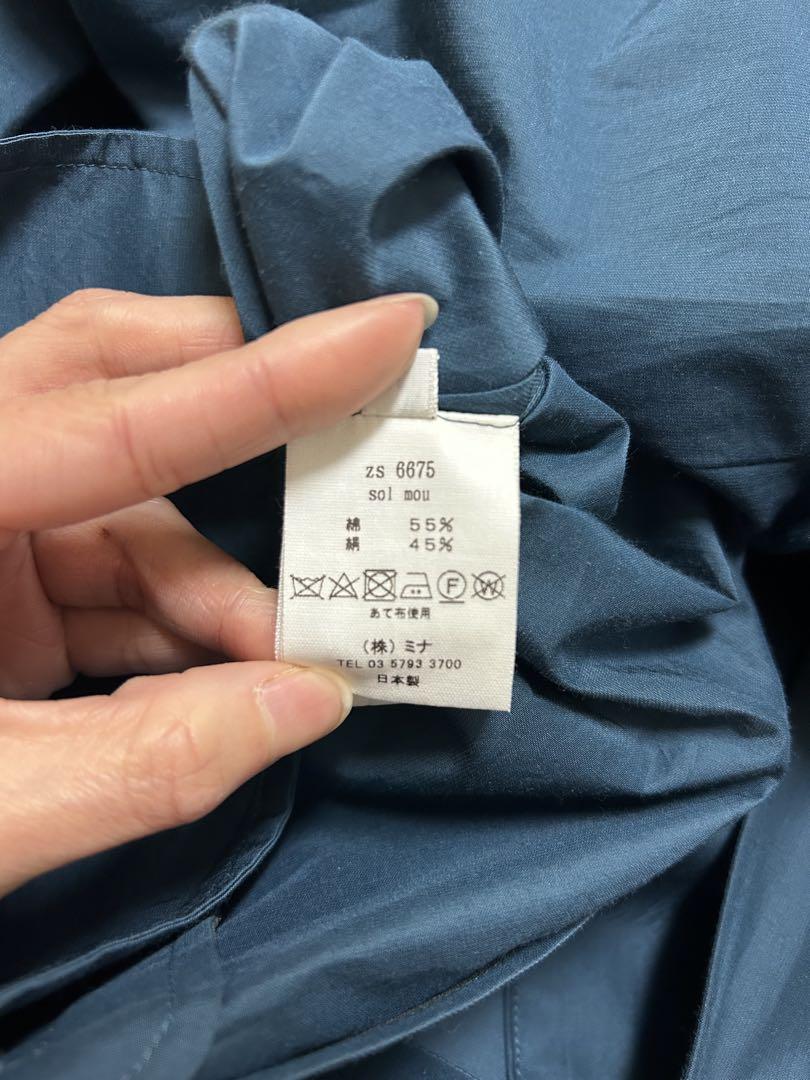 zs 6675
sol mou
綿 55%
絹 45%
F W
あて布使用
(株)ミナ
TEL 03 5793 3700
日本製